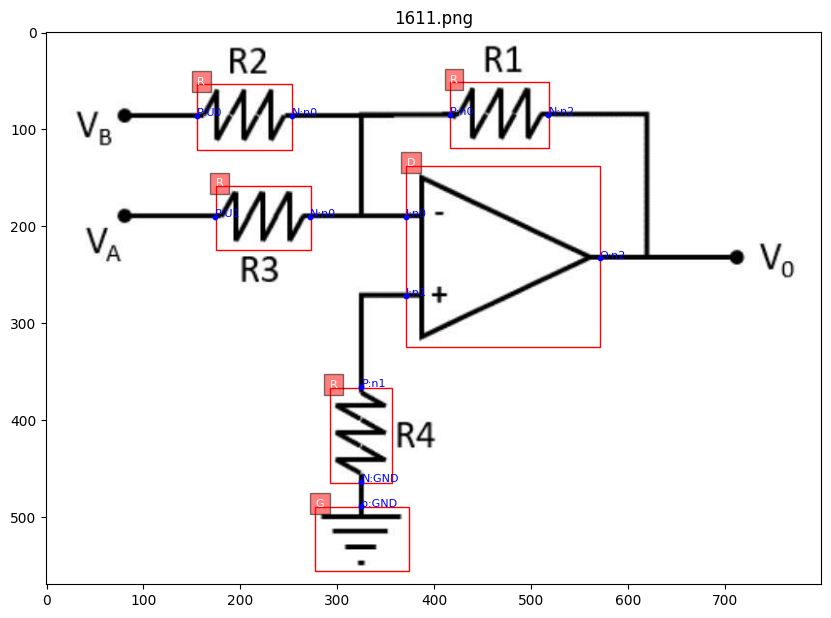 1611.png
0
R2
R1
R
R
P:U0
N:n0
P:n0
N:n2
100
V_B
D
R
200
P:U1
N:n0
I:n0
-
V_A
R3
O:n2
V_0
I:n1
+
300
R
P:n1
400
R4
N:GND
G
p:GND
500
0
100
200
300
400
500
600
700